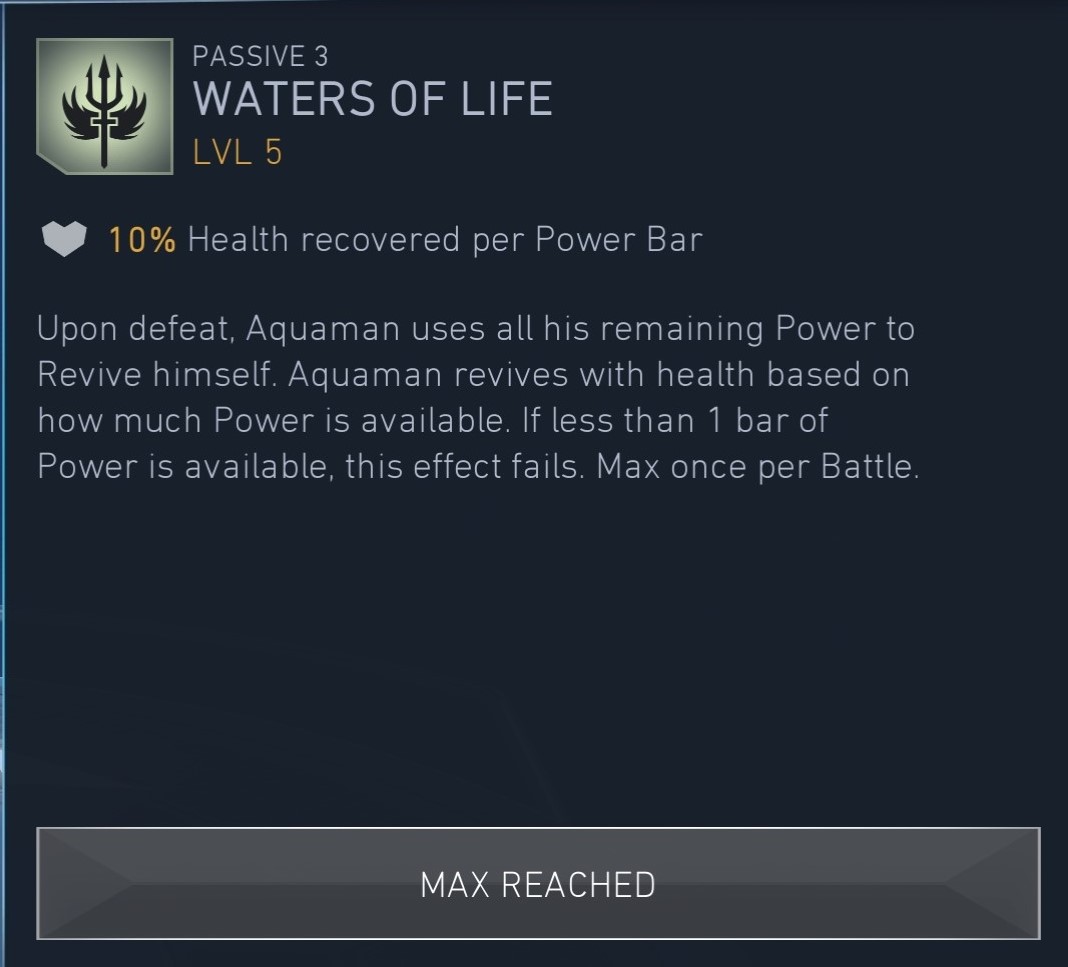 PASSIVE 3
WATERS OF LIFE
LVL 5
10% Health recovered per Power Bar
Upon defeat, Aquaman uses all his remaining Power to
Revive himself. Aquaman revives with health based on
how much Power is available. If less than 1 bar of
Power is available, this effect fails. Max once per Battle.
MAX REACHED